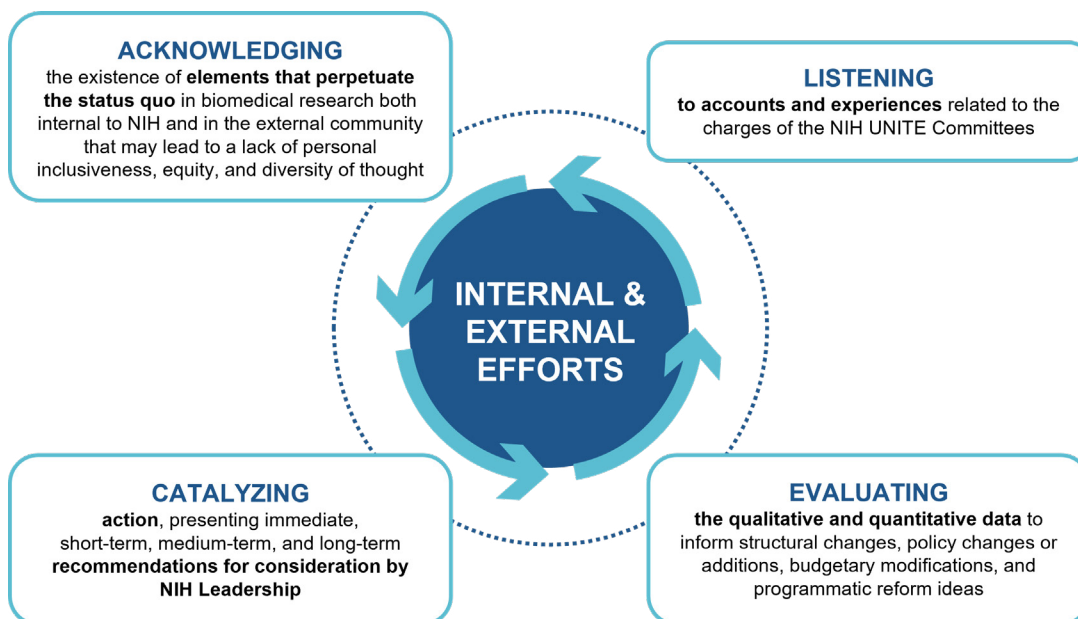 ACKNOWLEDGING
the existence of elements that perpetuate
the status quo in biomedical research both
internal to NIH and in the external community
that may lead to a lack of personal
inclusiveness, equity, and diversity of thought
LISTENING
to accounts and experiences related to the
charges of the NIH UNITE Committees
INTERNAL &
EXTERNAL
EFFORTS
CATALYZING
action, presenting immediate,
short-term, medium-term, and long-term
recommendations for consideration by
NIH Leadership
EVALUATING
the qualitative and quantitative data to
inform structural changes, policy changes or
additions, budgetary modifications, and
programmatic reform ideas